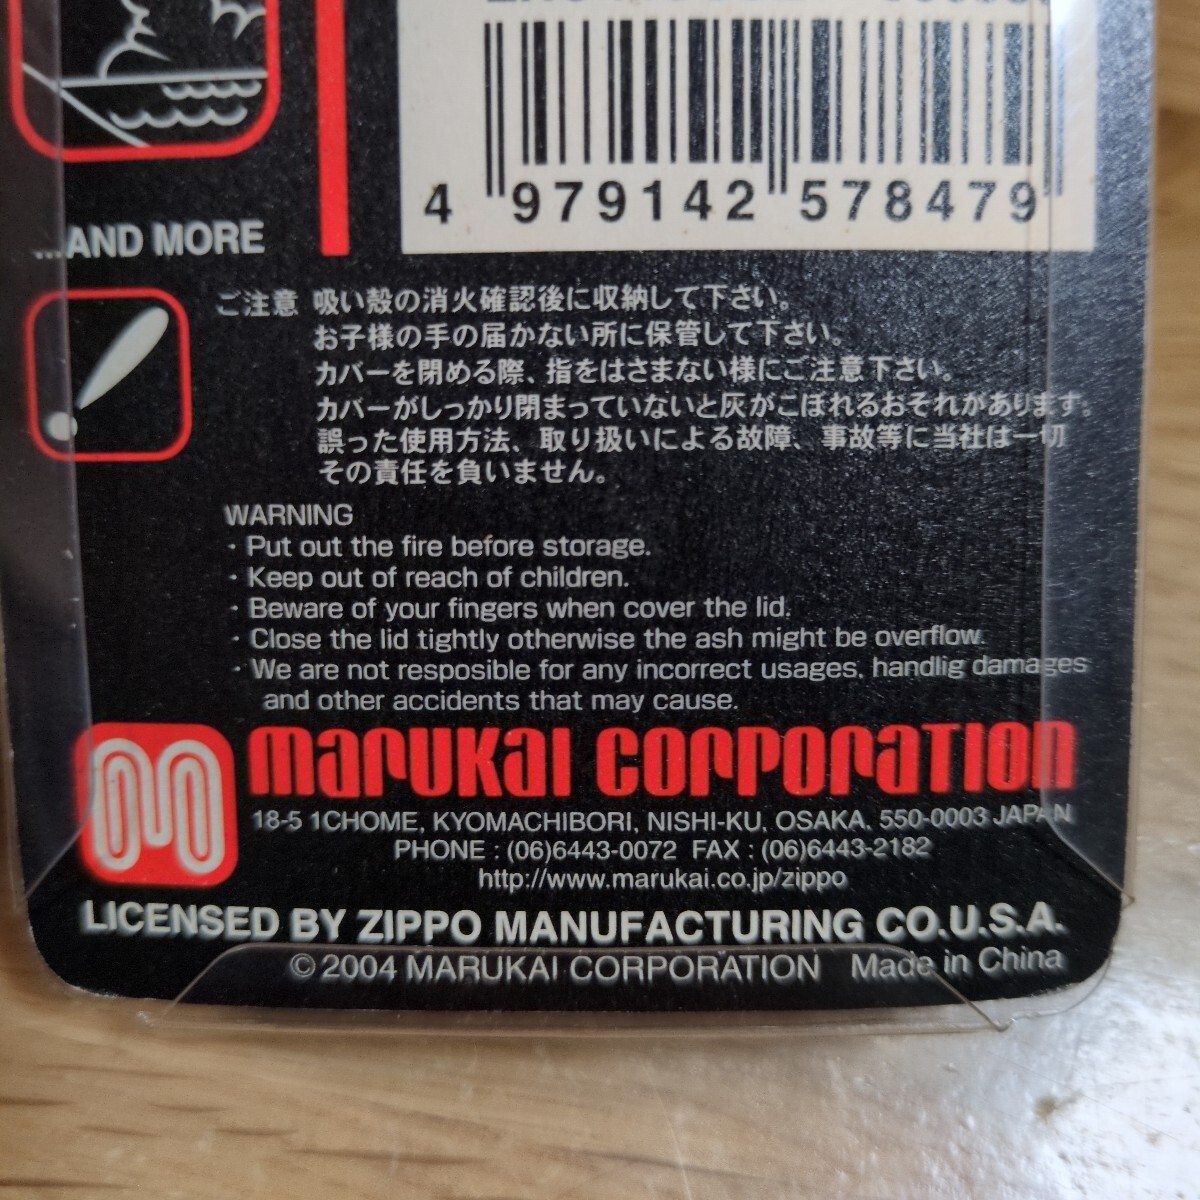 4 979142 578479
...AND MORE
ご注意 吸い殻の消火確認後に収納して下さい。
お子様の手の届かない所に保管して下さい。
カバーを閉める際、指をはさまない様にご注意下さい。
カバーがしっかり閉まっていないと灰がこぼれるおそれがあります。
誤った使用方法、取り扱いによる故障、事故等に当社は一切
その責任を負いません。
WARNING
・Put out the fire before storage.
・Keep out of reach of children.
・Beware of your fingers when cover the lid.
・Close the lid tightly otherwise the ash might be overflow.
・We are not resposible for any incorrect usages, handlig damages
and other accidents that may cause.
marukai corporation
18-5 1CHOME, KYOMACHIBORI, NISHI-KU, OSAKA, 550-0003 JAPAN
PHONE : (06)6443-0072 FAX : (06)6443-2182
http://www.marukai.co.jp/zippo
LICENSED BY ZIPPO MANUFACTURING CO.U.S.A.
© 2004 MARUKAI CORPORATION Made in China